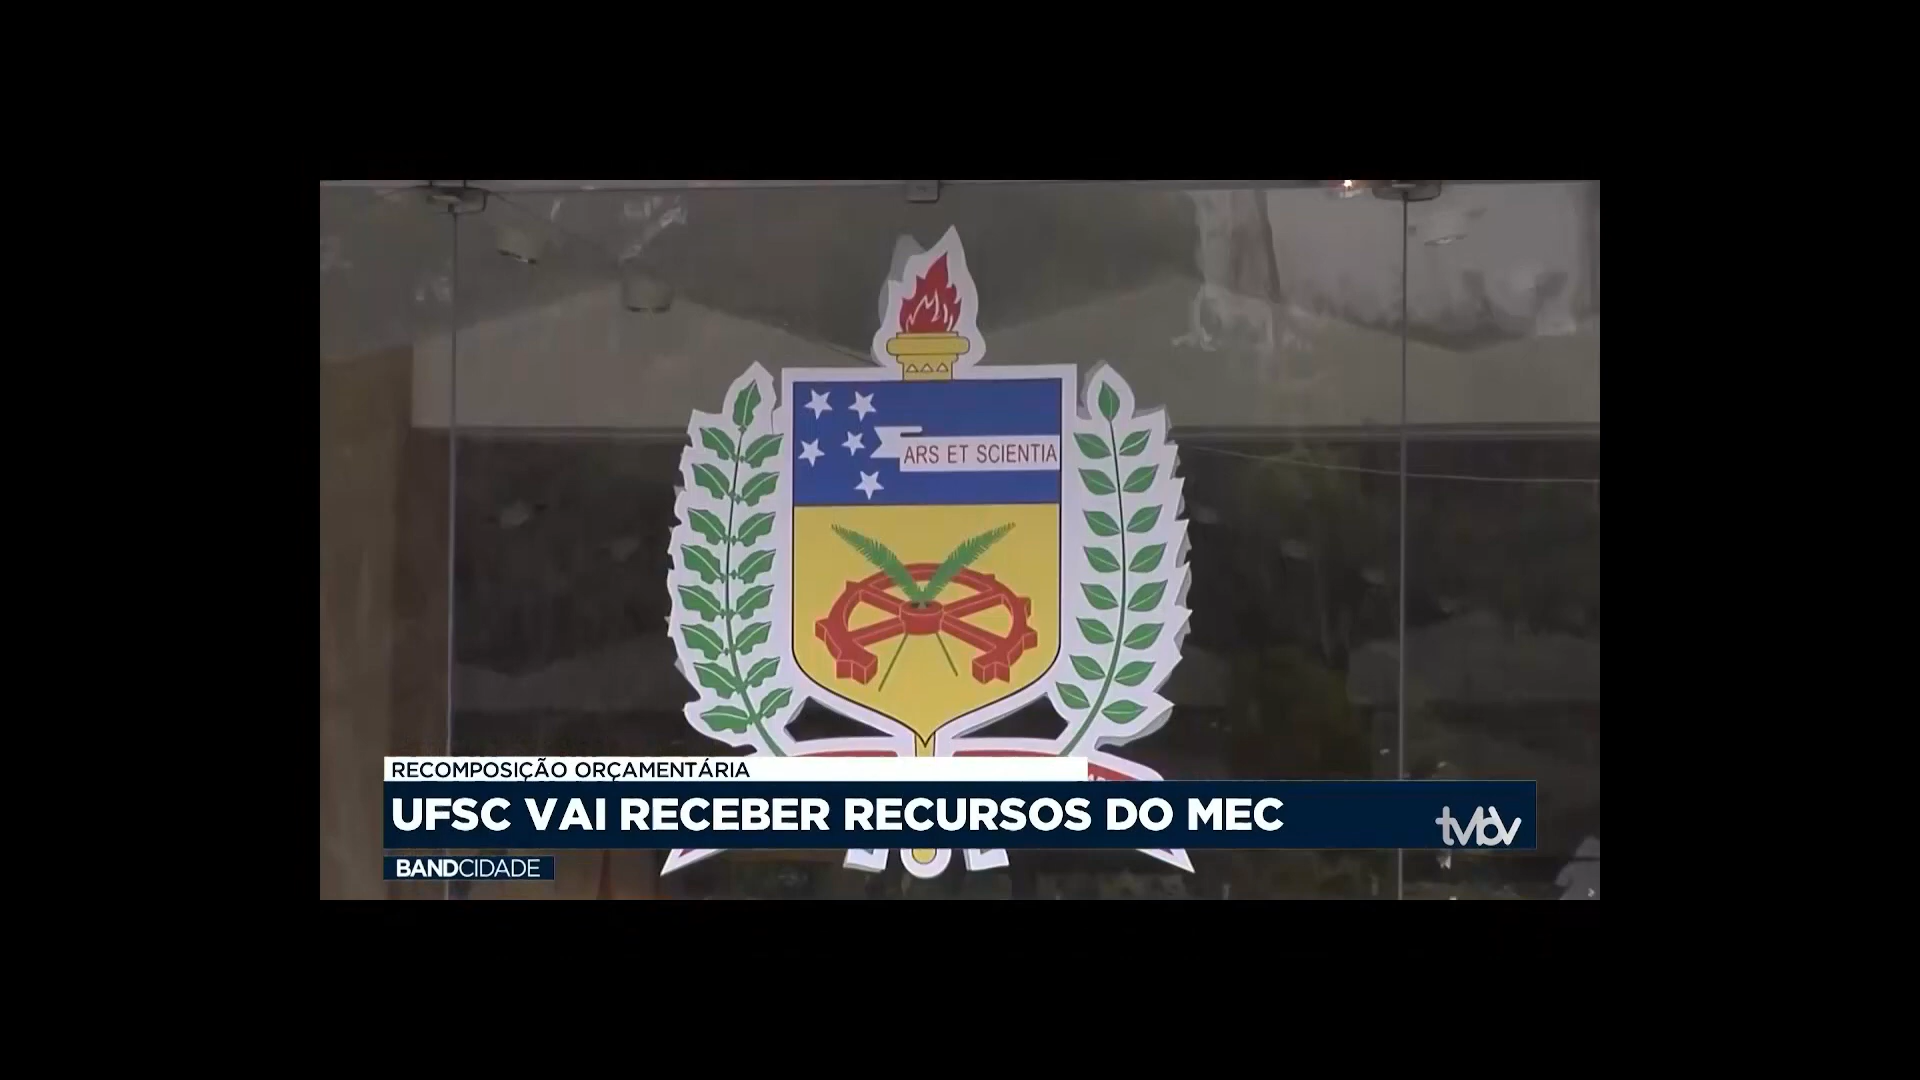 ARS ET SCIENTIA
RECOMPOSIÇÃO ORÇAMENTÁRIA
UFSC VAI RECEBER RECURSOS DO MEC
tvbv
BANDCIDADE